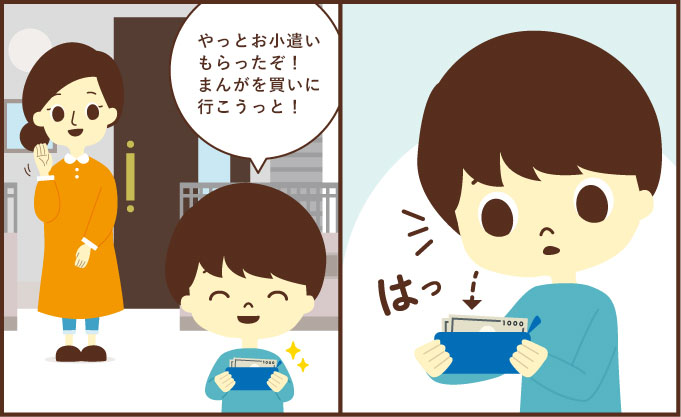 やっとお小遣い
もらったぞ！
まんがを買いに
行こうっと！
1000
はっ
1000